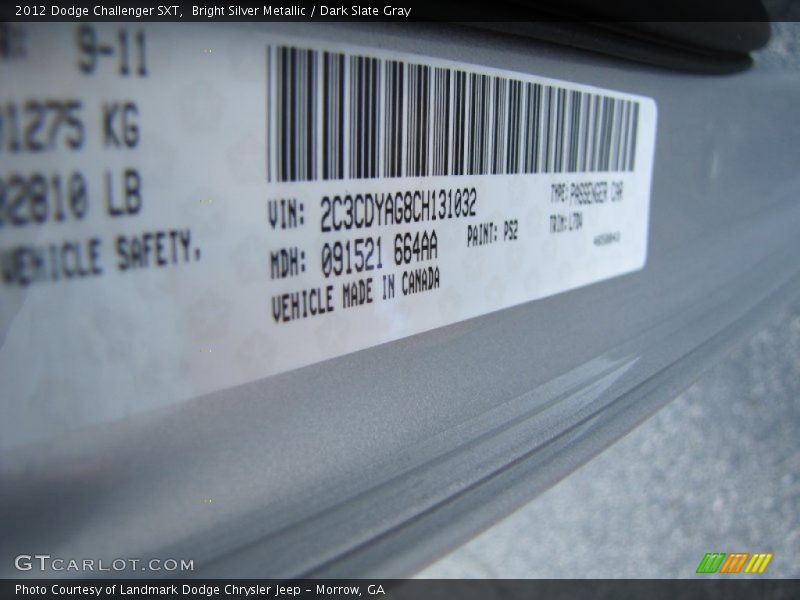 2012 Dodge Challenger SXT,  Bright Silver Metallic / Dark Slate Gray
9-11
1275 KG
2810 LB
VEHICLE SAFETY.
VIN: 2C3CDYAG8CH131032
TYPE: PASSENGER CAR
MDH: 091521 664AA
PAINT: PS2
TRIM:
VEHICLE MADE IN CANADA
GTCARLOT.COM
Photo Courtesy of Landmark Dodge Chrysler Jeep - Morrow, GA